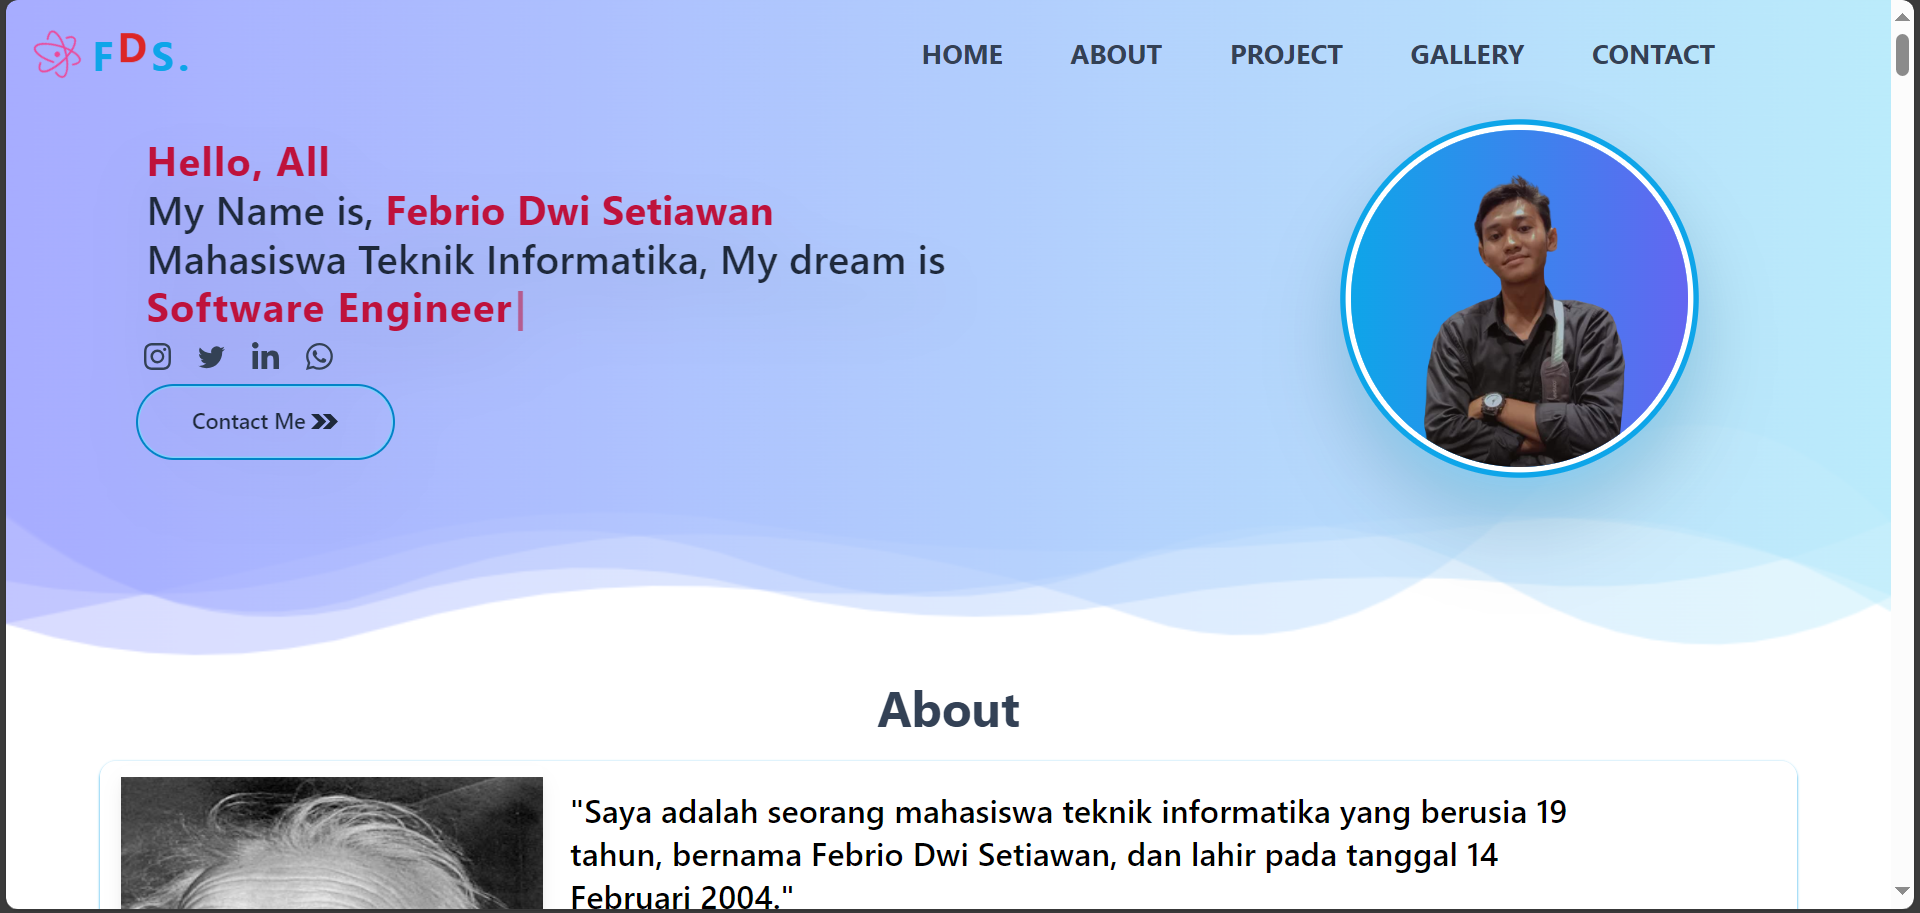 FDS.
HOME
ABOUT
PROJECT
GALLERY
CONTACT
Hello, All
My Name is, Febrio Dwi Setiawan
Mahasiswa Teknik Informatika, My dream is
Software Engineer|
Contact Me
About
"Saya adalah seorang mahasiswa teknik informatika yang berusia 19
tahun, bernama Febrio Dwi Setiawan, dan lahir pada tanggal 14
Februari 2004."